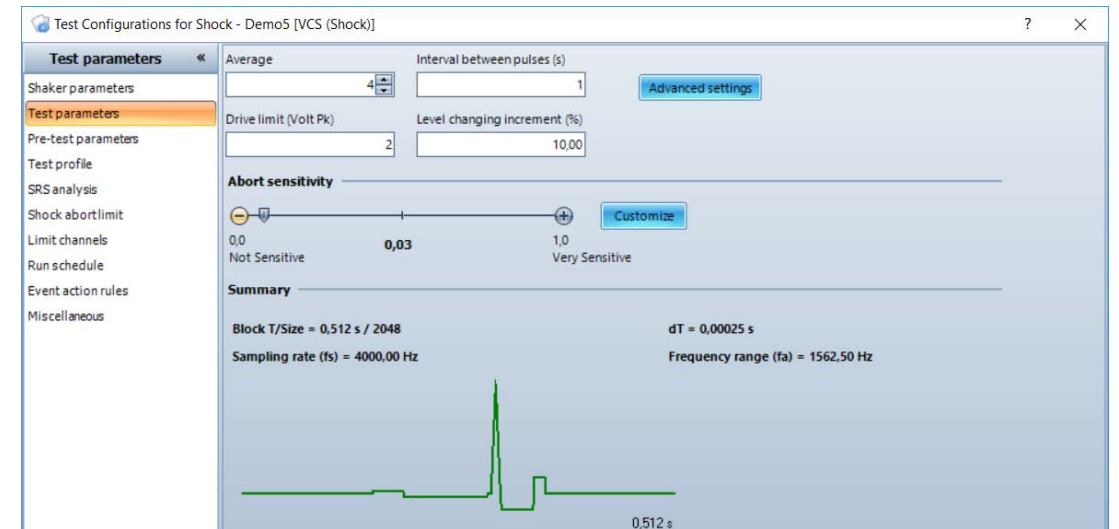 Test Configurations for Shock - Demo5 [VCS (Shock)]
? ×
Test parameters «
Shaker parameters
Test parameters
Pre-test parameters
Test profile
SRS analysis
Shock abort limit
Limit channels
Run schedule
Event action rules
Miscellaneous
Average Interval between pulses (s)
4 1 Advanced settings
Drive limit (Volt Pk) Level changing increment (%)
2 10,00
Abort sensitivity
Customize
0,0 0,03 1,0
Not Sensitive Very Sensitive
Summary
Block T/Size = 0,512 s / 2048 dT = 0,00025 s
Sampling rate (fs) = 4000,00 Hz Frequency range (fa) = 1562,50 Hz
0,512 s